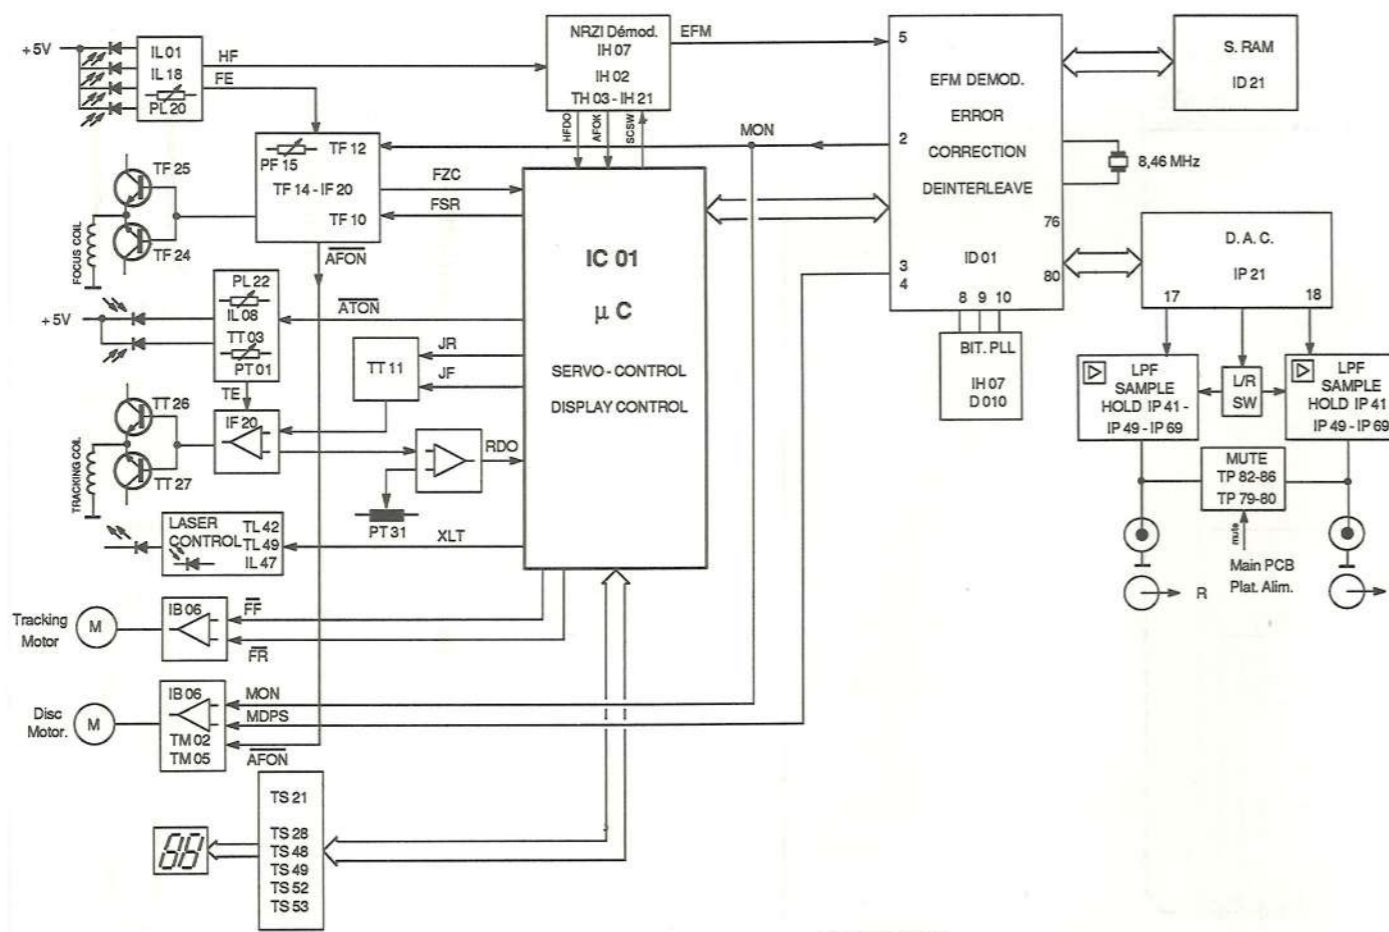 +5V
IL 01
IL 18
PL 20
HF
FE
NRZI Démod.
IH 07
IH 02
TH 03 - IH 21
EFM
HFDO
AFOK
SCSW
5
2
3
4
EFM DEMOD.
ERROR
CORRECTION
DEINTERLEAVE
ID 01
76
80
8 9 10
S. RAM
ID 21
8,46 MHz
MON
PF 15
TF 12
TF 14 - IF 20
TF 10
FZC
FSR
AFON
TF 25
TF 24
FOCUS COIL
IC 01
µ C
SERVO - CONTROL
DISPLAY CONTROL
D. A. C.
IP 21
17
18
BIT. PLL
IH 07
D 010
LPF
SAMPLE
HOLD IP 41 -
IP 49 - IP 69
L/R
SW
LPF
SAMPLE
HOLD IP 41
IP 49 - IP 69
MUTE
TP 82-86
TP 79-80
mute
Main PCB
Plat. Alim.
R
+5V
PL 22
IL 08
TT 03
PT 01
ATON
TE
TT 11
JR
JF
TT 26
TT 27
TRACKING COIL
IF 20
RDO
PT 31
LASER
CONTROL
TL 42
TL 49
IL 47
XLT
Tracking
Motor
M
IB 06
FF
FR
Disc
Motor.
M
IB 06
TM 02
TM 05
MON
MDPS
AFON
TS 21
TS 28
TS 48
TS 49
TS 52
TS 53
88